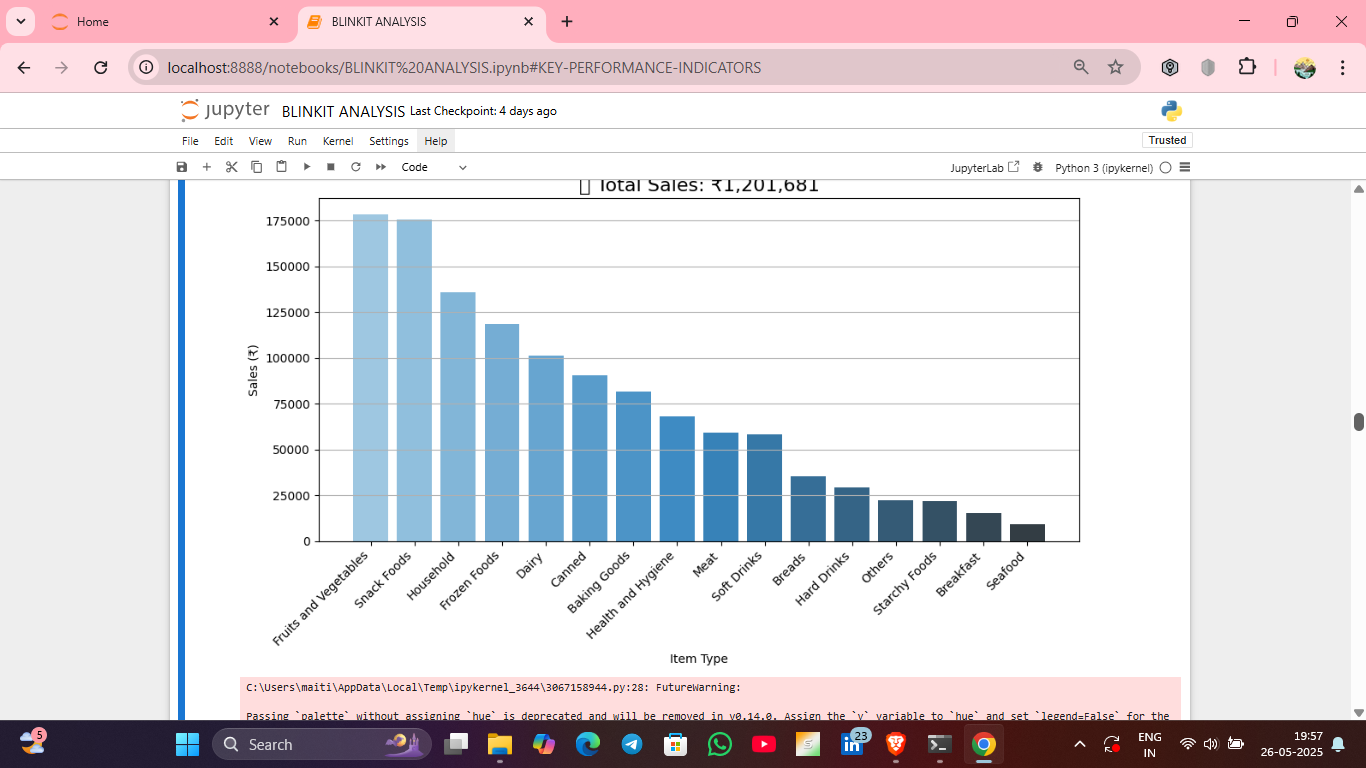 Home
BLINKIT ANALYSIS
localhost:8888/notebooks/BLINKIT%20ANALYSIS.ipynb#KEY-PERFORMANCE-INDICATORS
jupyter BLINKIT ANALYSIS Last Checkpoint: 4 days ago
File Edit View Run Kernel Settings Help
Trusted
Code
JupyterLab
Python 3 (ipykernel)
Total Sales: ₹1,201,681
175000
150000
125000
100000
75000
50000
25000
0
Sales (₹)
Fruits and Vegetables
Snack Foods
Household
Frozen Foods
Dairy
Canned
Baking Goods
Health and Hygiene
Meat
Soft Drinks
Breads
Hard Drinks
Others
Starchy Foods
Breakfast
Seafood
Item Type
C:\Users\maiti\AppData\Local\Temp\ipykernel_3644\3067158944.py:28: FutureWarning:
Passing `palette` without assigning `hue` is deprecated and will be removed in v0.14.0. Assign the `y` variable to `hue` and set `legend=False` for the
5
Search
23
ENG
IN
19:57
26-05-2025